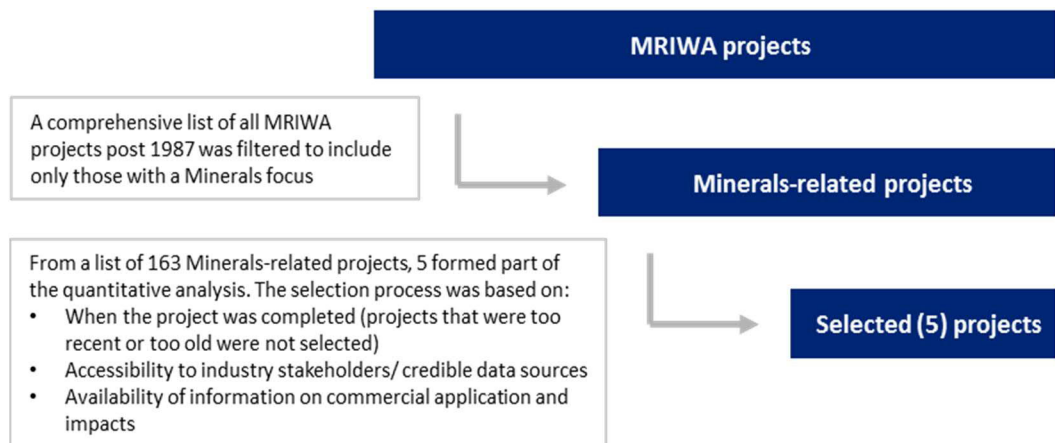 MRIWA projects
A comprehensive list of all MRIWA
projects post 1987 was filtered to include
only those with a Minerals focus
Minerals-related projects
From a list of 163 Minerals-related projects, 5 formed part of
the quantitative analysis. The selection process was based on:
• When the project was completed (projects that were too
recent or too old were not selected)
• Accessibility to industry stakeholders/ credible data sources
• Availability of information on commercial application and
impacts
Selected (5) projects